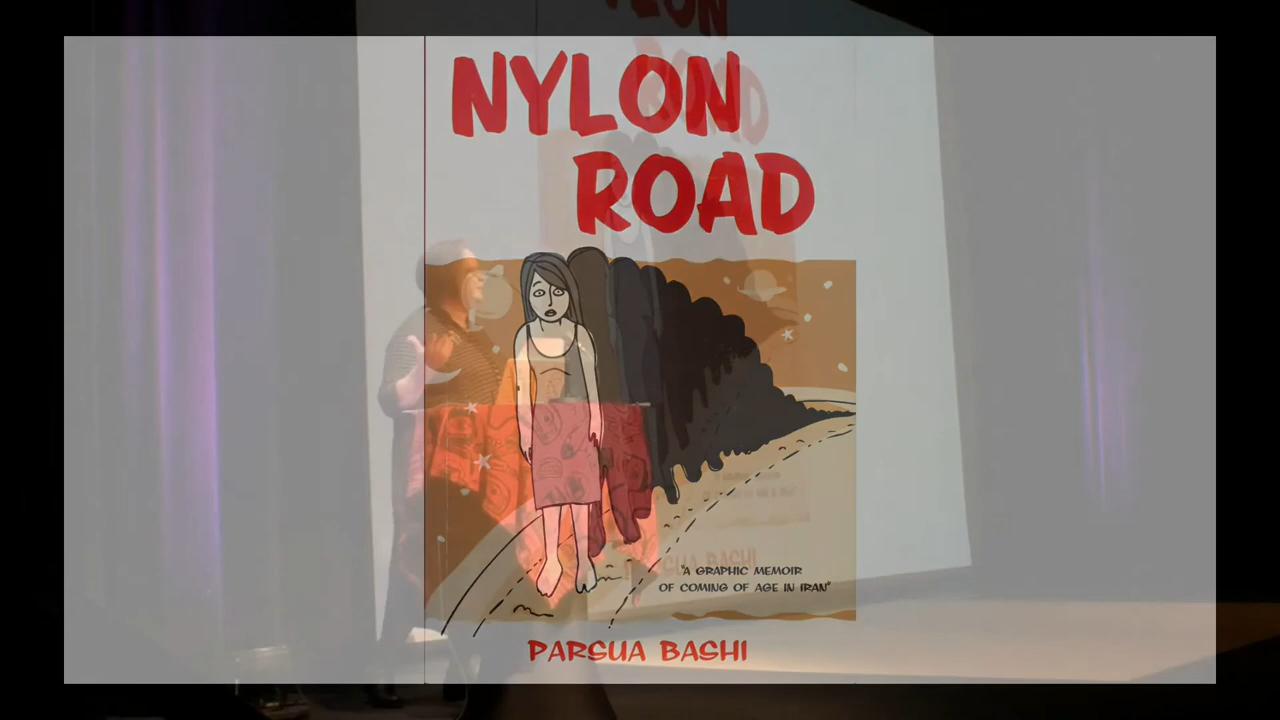 NYLON
ROAD
"A GRAPHIC MEMOIR
OF COMING OF AGE IN IRAN"
PARSUA BASHI